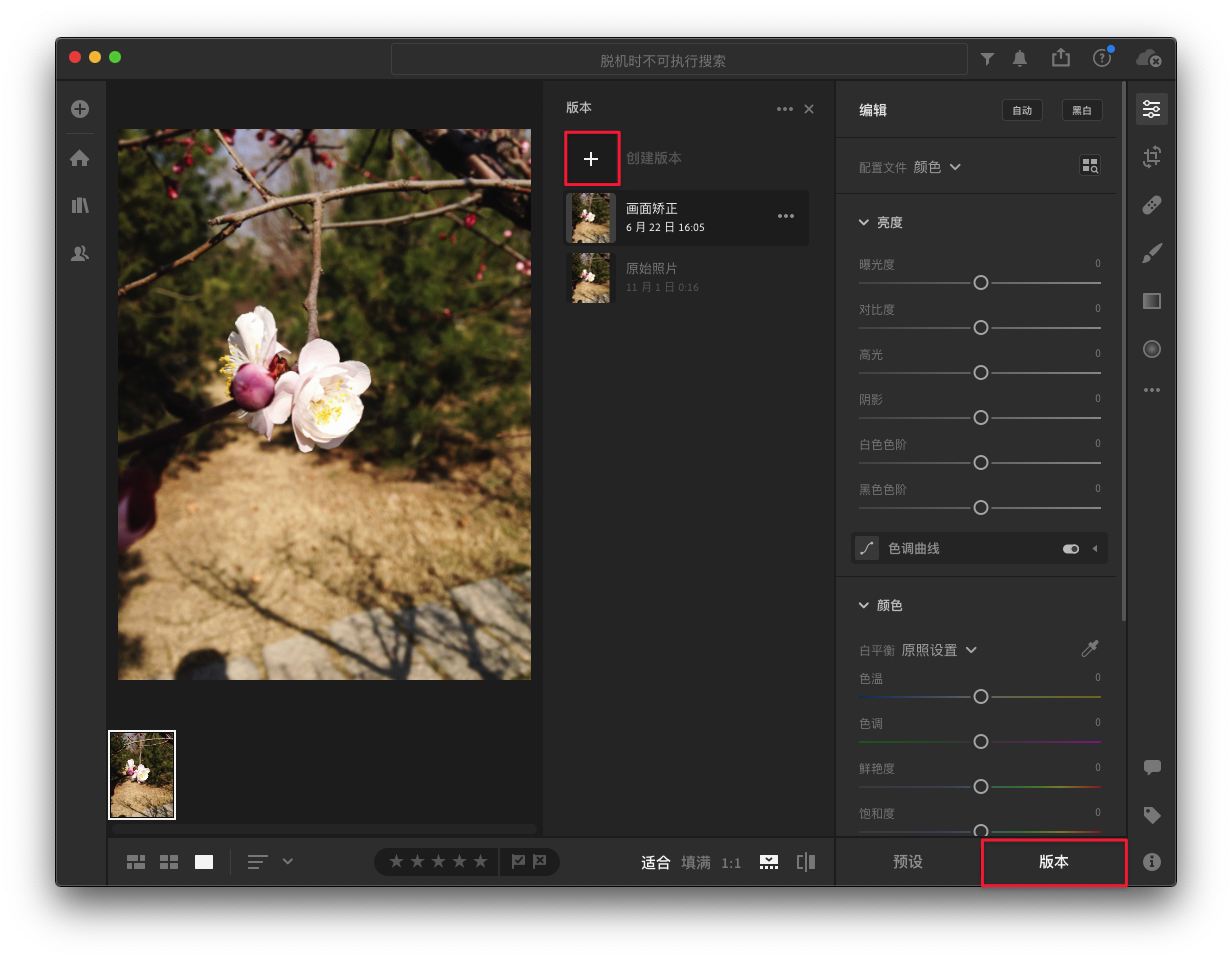 脱机时不可执行搜索
版本
创建版本
画面矫正
6 月 22 日 16:05
原始照片
11 月 1 日 0:16
编辑
自动
黑白
配置文件 颜色
亮度
曝光度 0
对比度 0
高光 0
阴影 0
白色色阶 0
黑色色阶 0
色调曲线
颜色
白平衡 原照设置
色温 0
色调 0
鲜艳度 0
饱和度 0
适合 填满 1:1
预设
版本